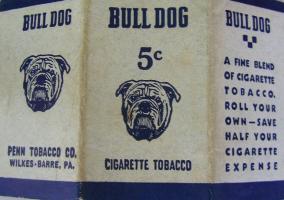 BULL DOG
PENN TOBACCO CO.
WILKES-BARRE, PA.
BULL DOG
5¢
CIGARETTE TOBACCO
BULL DOG
A FINE BLEND
OF CIGARETTE
TOBACCO.
ROLL YOUR
OWN—SAVE
HALF YOUR
CIGARETTE
EXPENSE